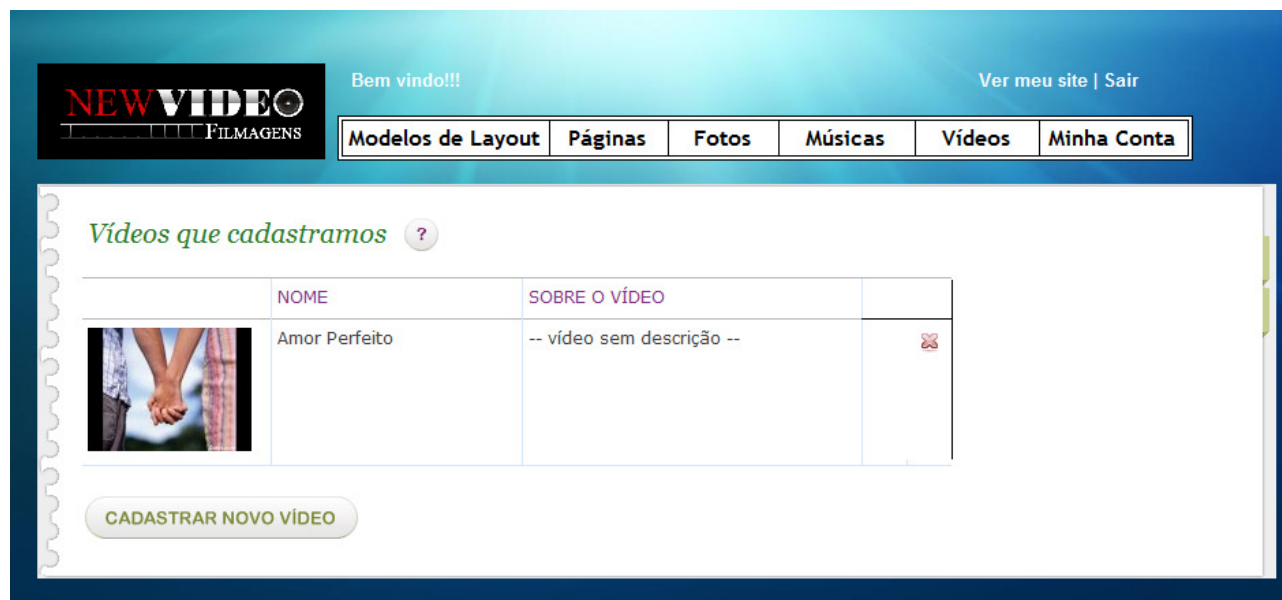 NEWVIDEO
FILMAGENS
Bem vindo!!!
Ver meu site | Sair
Modelos de Layout Páginas Fotos Músicas Vídeos Minha Conta
Vídeos que cadastramos ?
NOME SOBRE O VÍDEO
Amor Perfeito -- vídeo sem descrição --
CADASTRAR NOVO VÍDEO